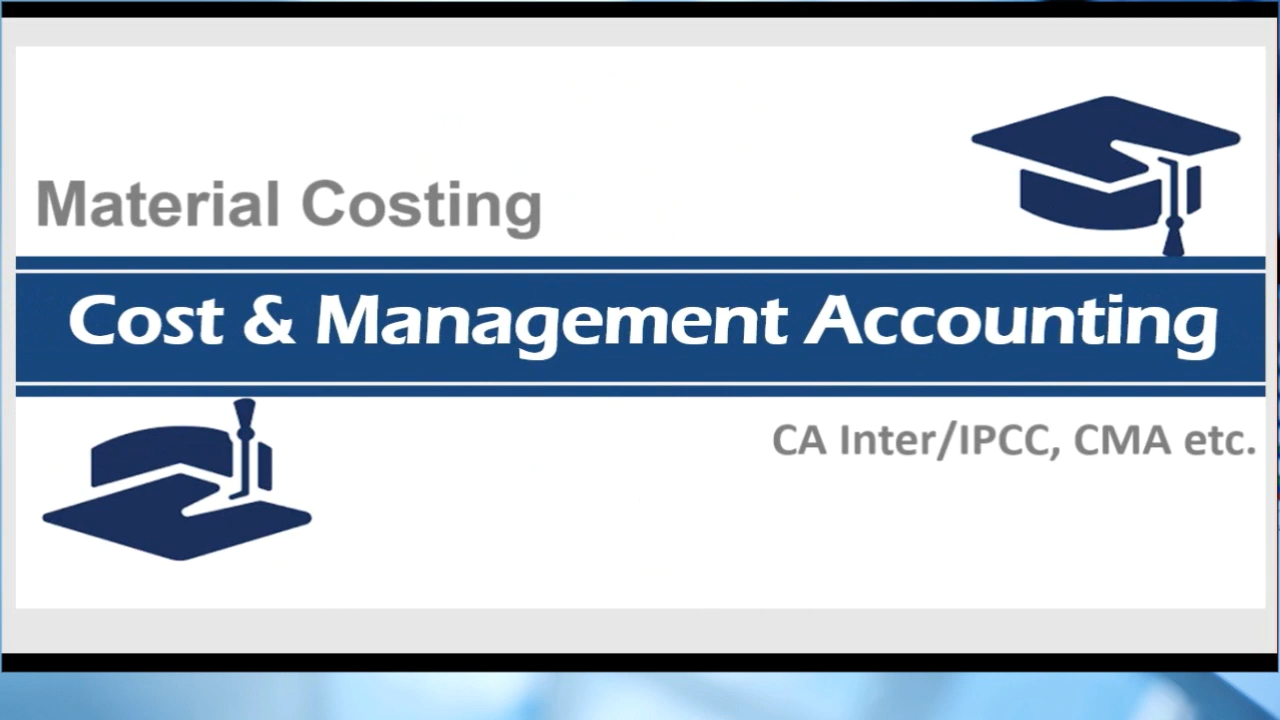 Material Costing
Cost & Management Accounting
CA Inter/IPCC, CMA etc.